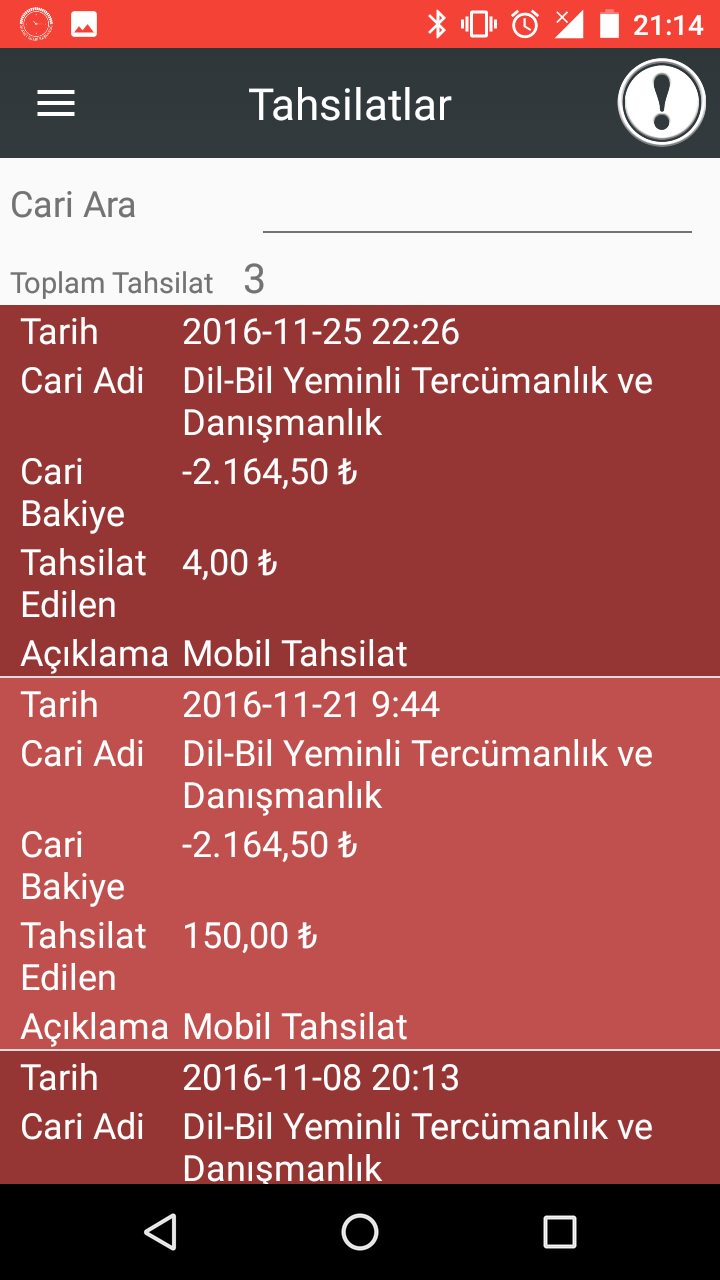 21:14
Tahsilatlar
Cari Ara
Toplam Tahsilat 3
Tarih 2016-11-25 22:26
Cari Adi Dil-Bil Yeminli Tercümanlık ve
Danışmanlık
Cari -2.164,50 ₺
Bakiye
Tahsilat 4,00 ₺
Edilen
Açıklama Mobil Tahsilat
Tarih 2016-11-21 9:44
Cari Adi Dil-Bil Yeminli Tercümanlık ve
Danışmanlık
Cari -2.164,50 ₺
Bakiye
Tahsilat 150,00 ₺
Edilen
Açıklama Mobil Tahsilat
Tarih 2016-11-08 20:13
Cari Adi Dil-Bil Yeminli Tercümanlık ve
Danışmanlık